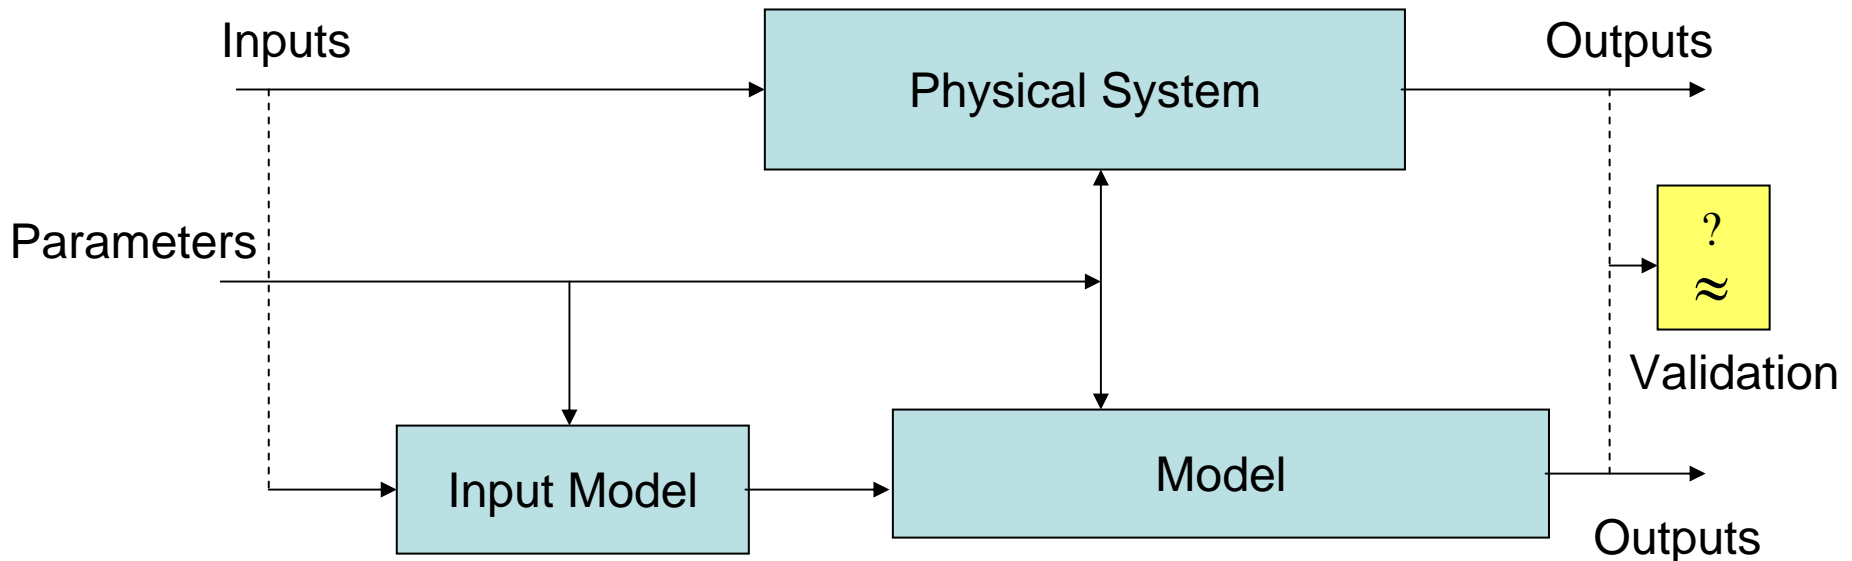 Inputs
Physical System
Outputs
Parameters
?
≈
Validation
Input Model
Model
Outputs